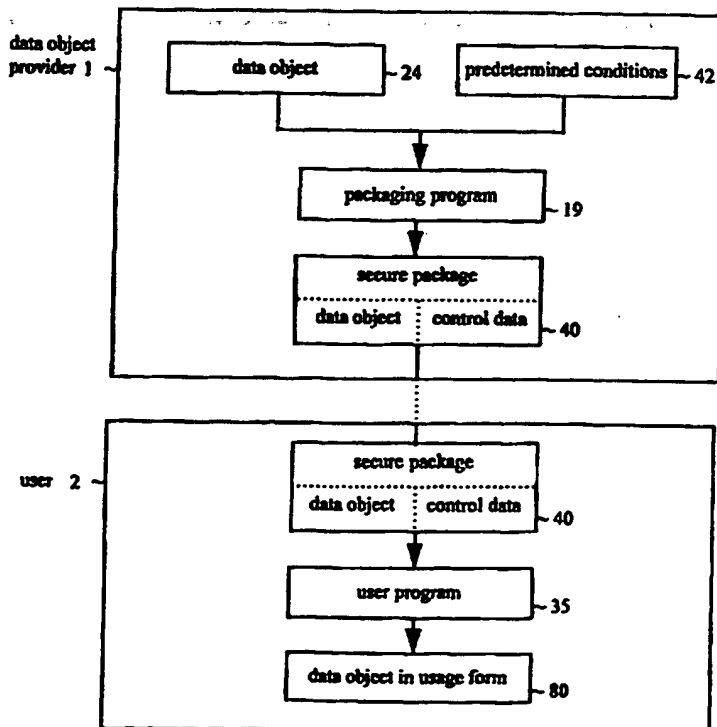 data object
provider 1
data object
24
predetermined conditions
42
packaging program
19
secure package
data object
control data
40
user 2
secure package
data object
control data
40
user program
35
data object in usage form
80